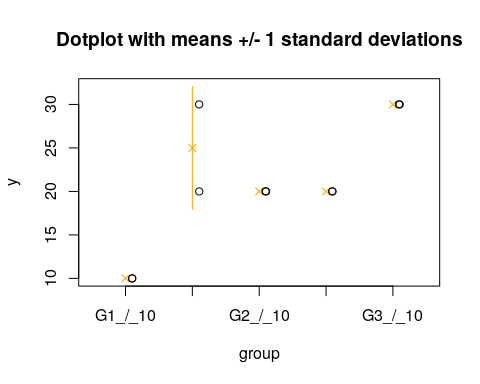 Dotplot with means +/- 1 standard deviations
y
30
25
20
15
10
G1_/_10 G2_/_10 G3_/_10
group